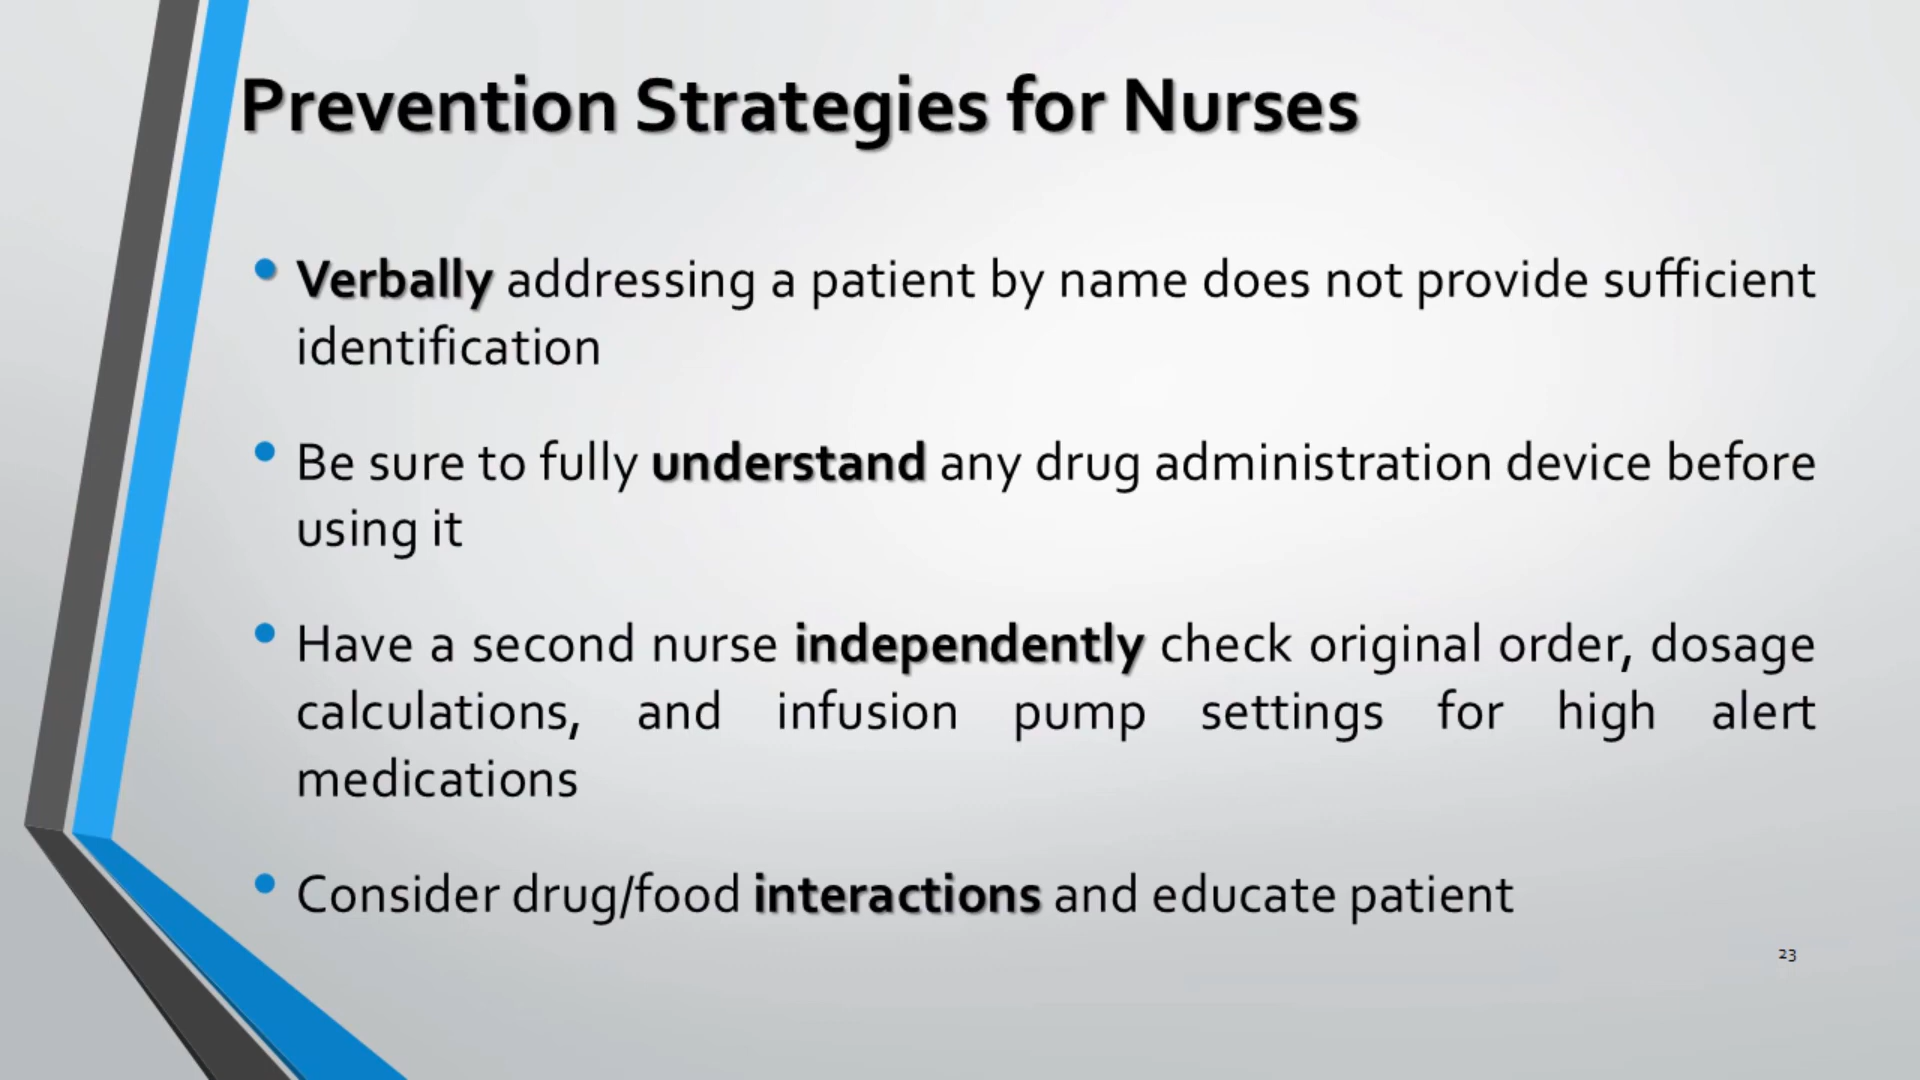 Prevention Strategies for Nurses
• Verbally addressing a patient by name does not provide sufficient
identification
• Be sure to fully understand any drug administration device before
using it
• Have a second nurse independently check original order, dosage
calculations, and infusion pump settings for high alert
medications
• Consider drug/food interactions and educate patient
23